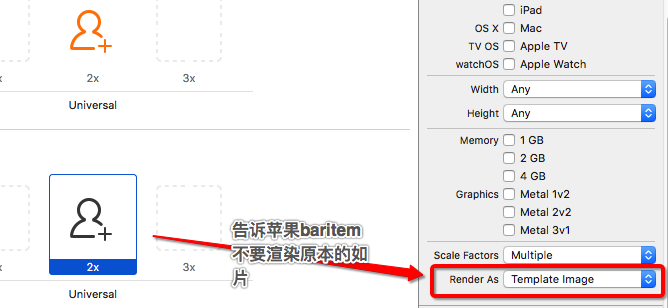 iPad
OS X Mac
TV OS Apple TV
watchOS Apple Watch
x 2x 3x
Universal
Width Any
Height Any
Memory 1 GB
2 GB
4 GB
Graphics Metal 1v2
Metal 2v2
Metal 3v1
告诉苹果baritem
不要渲染原本的如
片
x 2x 3x
Universal
Scale Factors Multiple
Render As Template Image